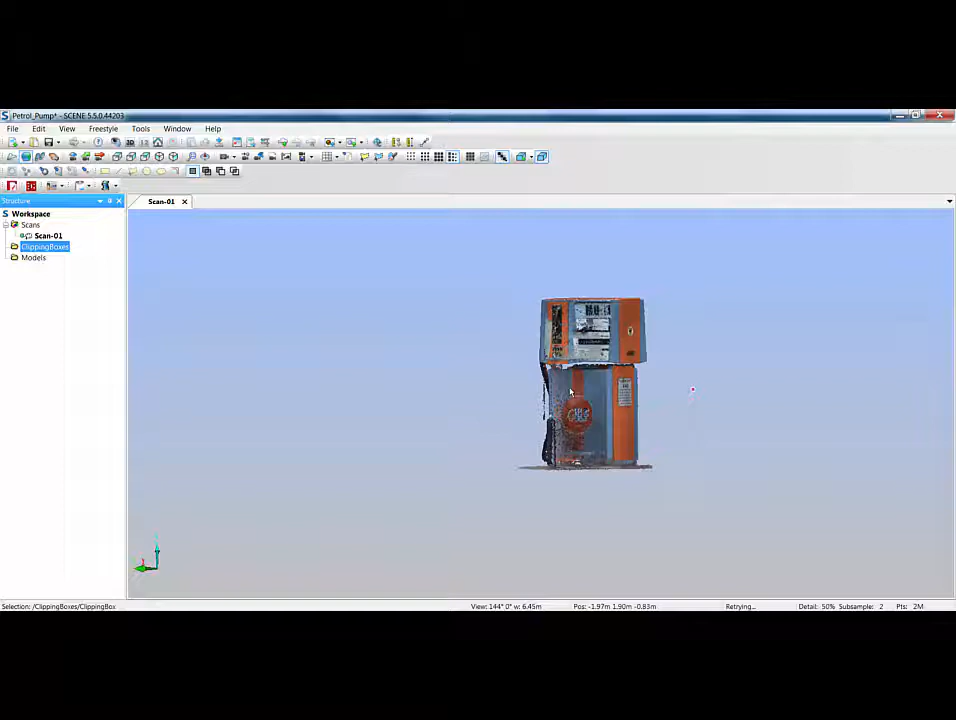 Petrol_Pump* - SCENE 5.5.0.44203
File Edit View Freestyle Tools Window Help
Structure
Scan-01
Workspace
Scans
Scan-01
ClippingBoxes
Models
Selection: /ClippingBoxes/ClippingBox
View: 144° 0° w: 6.45m
Pos: -1.97m 1.90m -0.83m
Retrying...
Detail: 50% Subsample: 2 Pts: 2M